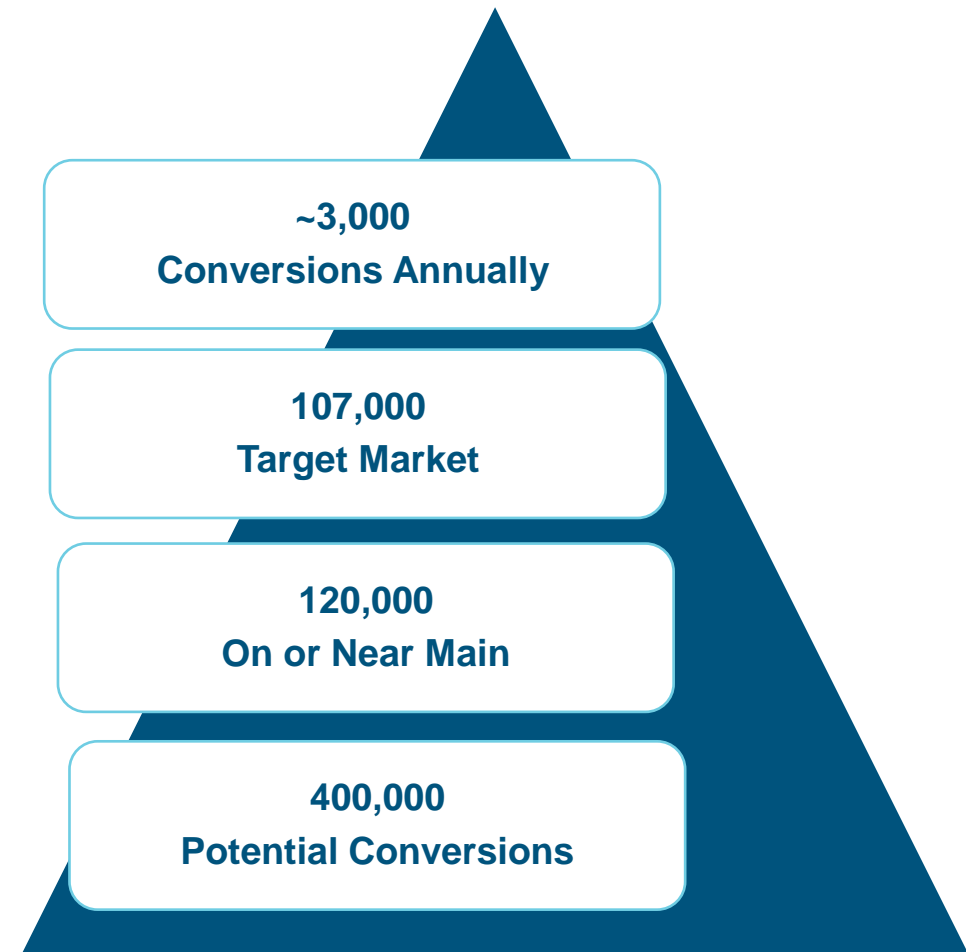 ~3,000
Conversions Annually
107,000
Target Market
120,000
On or Near Main
400,000
Potential Conversions